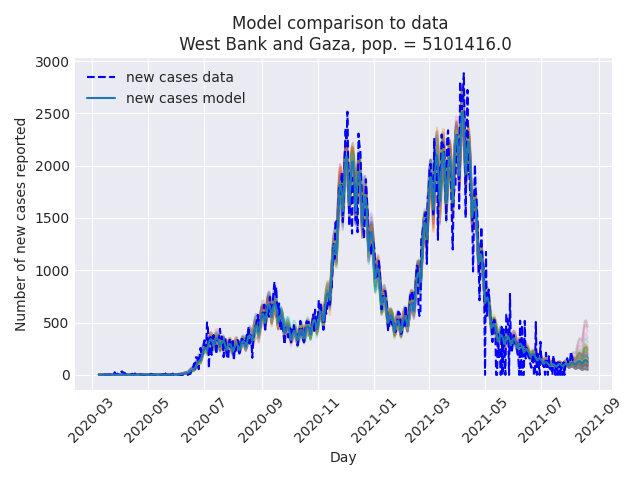 Model comparison to data
West Bank and Gaza, pop. = 5101416.0
new cases data
new cases model
Number of new cases reported
3000
2500
2000
1500
1000
500
0
2020-03
2020-05
2020-07
2020-09
2020-11
2021-01
2021-03
2021-05
2021-07
2021-09
Day